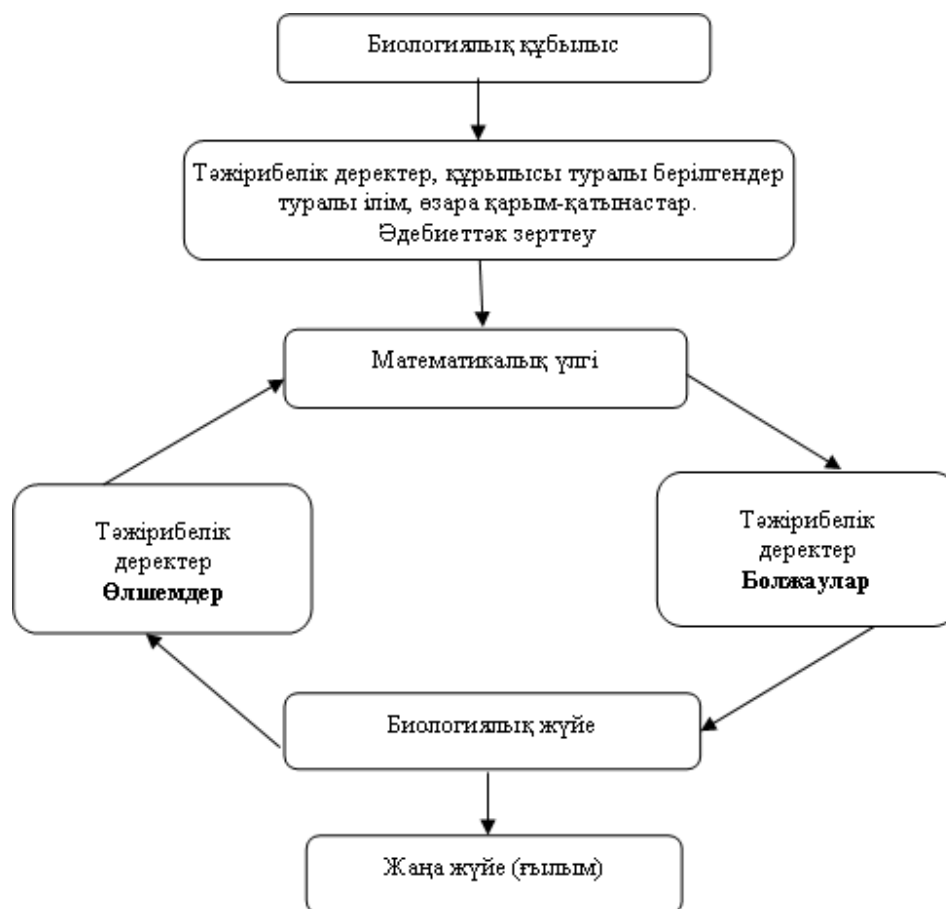 Биологиялық құбылыс
Тәжірибелік деректер, құрылысы туралы берілгендер
туралы ілім, өзара қарым-қатынастар.
Әдебиеттәк зерттеу
Математикалық үлгі
Тәжірибелік
деректер
Өлшемдер
Тәжірибелік
деректер
Болжаулар
Биологиялық жүйе
Жаңа жүйе (ғылым)